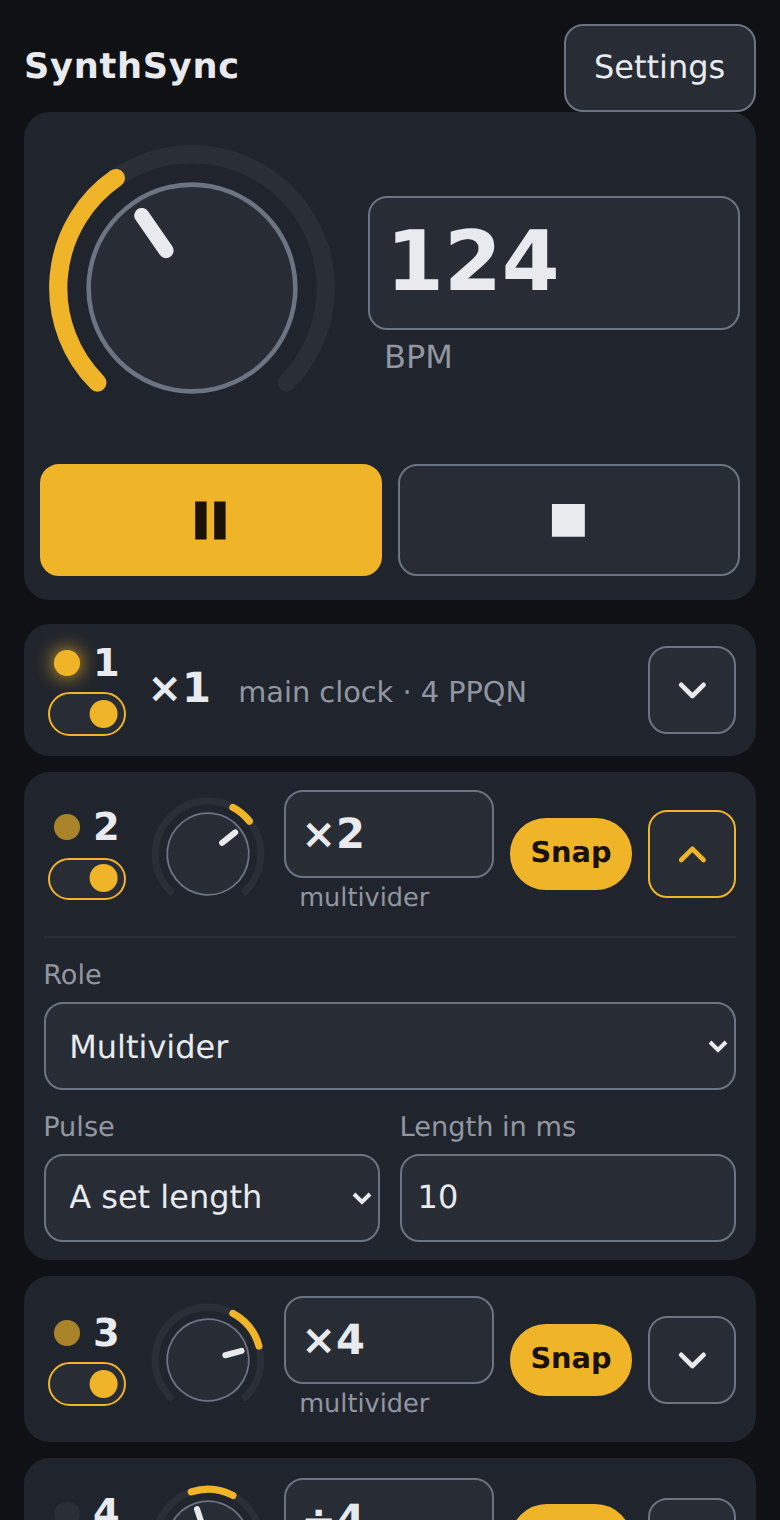 SynthSync
Settings
124
BPM
1
×1
main clock · 4 PPQN
2
×2
Snap
multivider
Role
Multivider
Pulse
Length in ms
A set length
10
3
×4
Snap
multivider
4
÷4